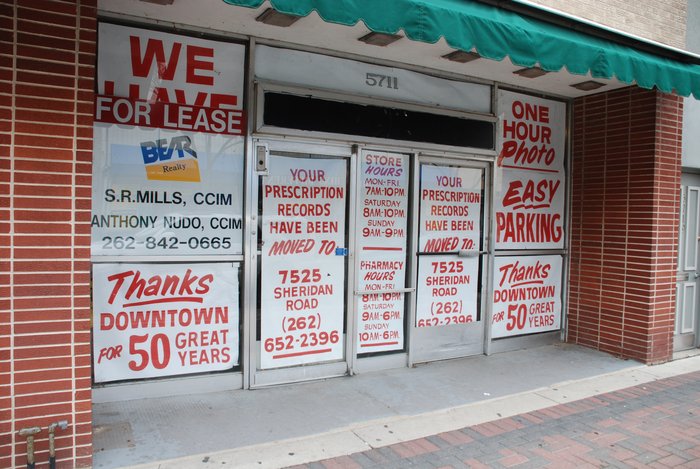 WE
HAVE
FOR LEASE
BEAR
Realty
S.R.MILLS, CCIM
ANTHONY NUDO, CCIM
262-842-0665
Thanks
DOWNTOWN
FOR 50 GREAT
YEARS
5711
YOUR
PRESCRIPTION
RECORDS
HAVE BEEN
MOVED TO:
7525
SHERIDAN
ROAD
(262)
652-2396
STORE
HOURS
MON-FRI
7AM-10PM
SATURDAY
8AM-10PM
SUNDAY
9AM-9PM
PHARMACY
HOURS
MON-FRI
8AM-10PM
SATURDAY
9AM-6PM
SUNDAY
10AM-6PM
YOUR
PRESCRIPTION
RECORDS
HAVE BEEN
MOVED TO:
7525
SHERIDAN
ROAD
(262)
652-2396
ONE
HOUR
PHOTO
EASY
PARKING
Thanks
DOWNTOWN
FOR 50 GREAT
YEARS